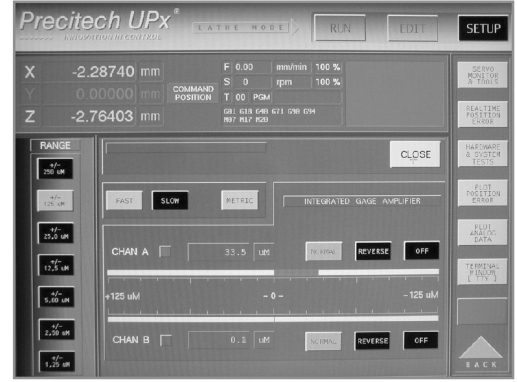 Precitech UPx®
INNOVATION IN CONTROL
LATHE MODE
RUN
EDIT
SETUP
X -2.28740 mm
Y 0.00000 mm
Z -2.76403 mm
COMMAND
POSITION
F 0.00 mm/min 100 %
S 0 rpm 100 %
T 00 PGM
G01 G18 G40 G71 G90 G94
M07 M17 M20
SERVO
MONITOR
& TOOLS
REALTIME
POSITION
ERROR
HARDWARE
& SYSTEM
TESTS
PLOT
POSITION
ERROR
PLOT
ANALOG
DATA
TERMINAL
WINDOW
[ TTY ]
BACK
RANGE
+/-
250 uM
+/-
125 uM
+/-
25,0 uM
+/-
12,5 uM
+/-
5,00 uM
+/-
2,50 uM
+/-
1,25 uM
CLOSE
FAST
SLOW
METRIC
INTEGRATED GAGE AMPLIFIER
CHAN A
33.5 uM
NORMAL
REVERSE
OFF
+125 uM
- 0 -
-125 uM
CHAN B
uM
NORMAL
REVERSE
OFF